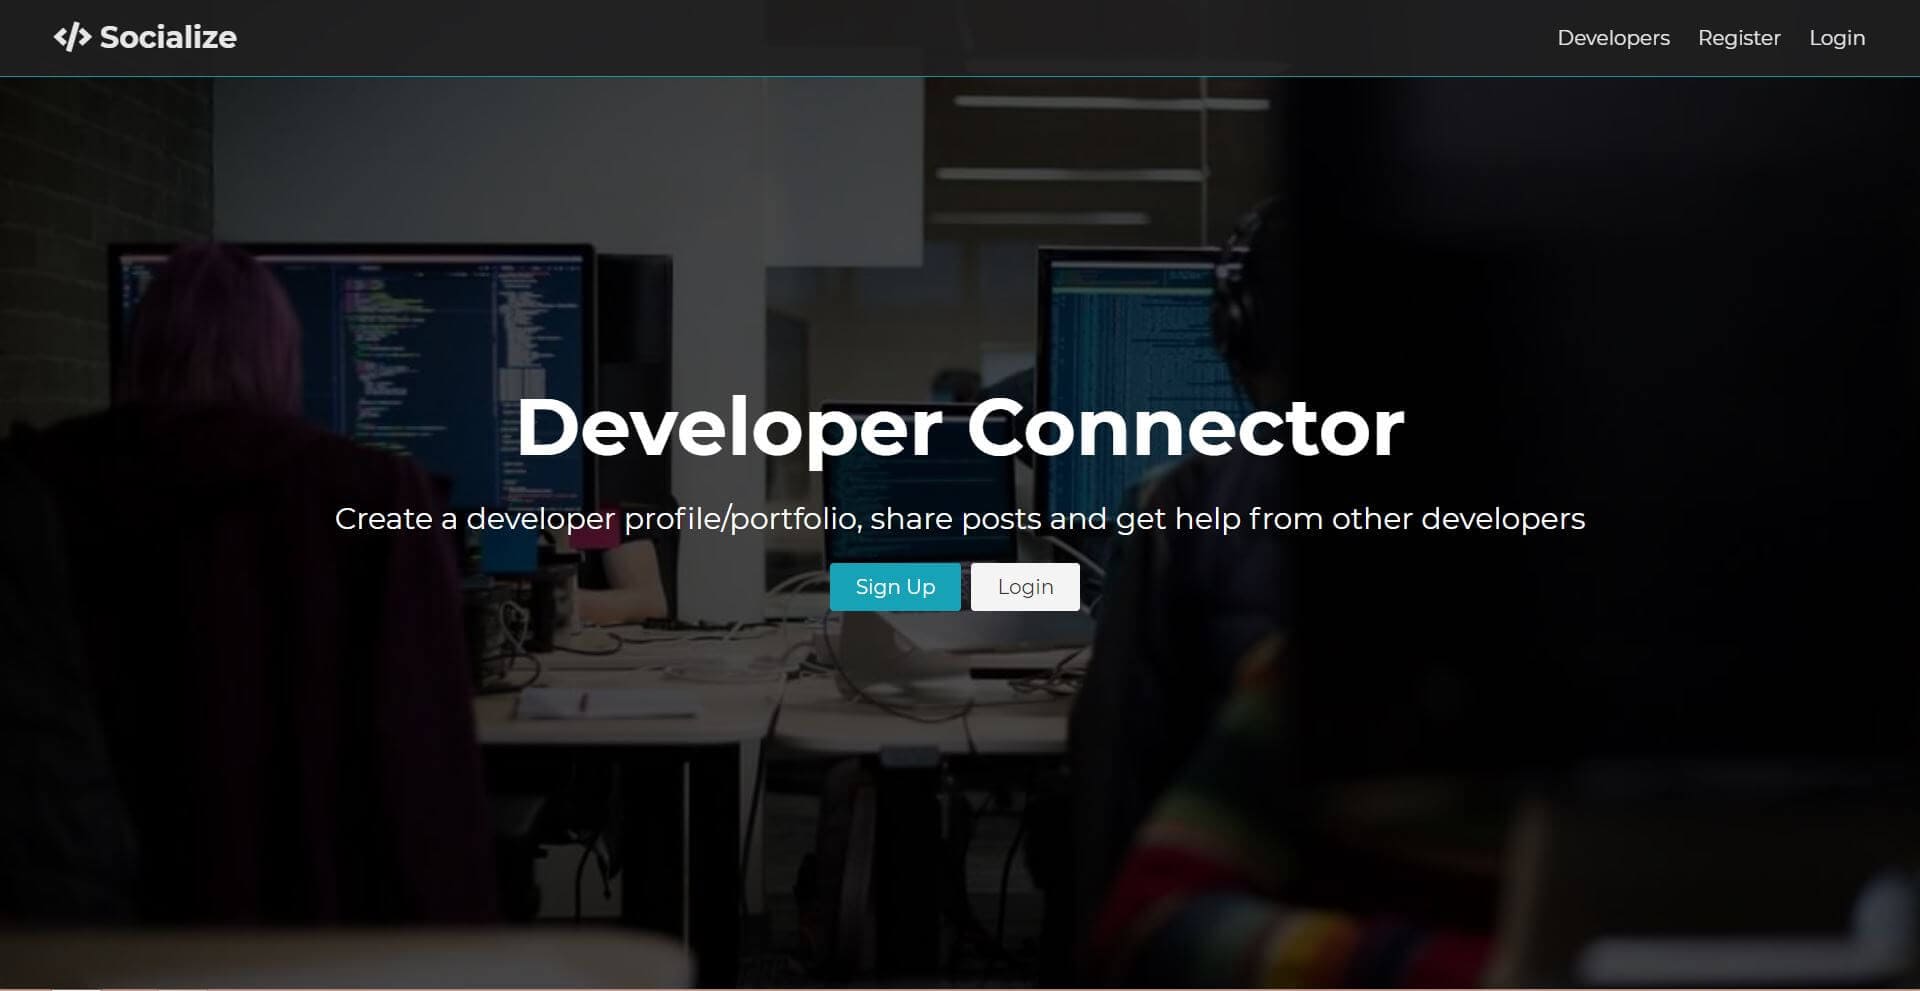 </> Socialize
Developers Register Login
Developer Connector
Create a developer profile/portfolio, share posts and get help from other developers
Sign Up Login